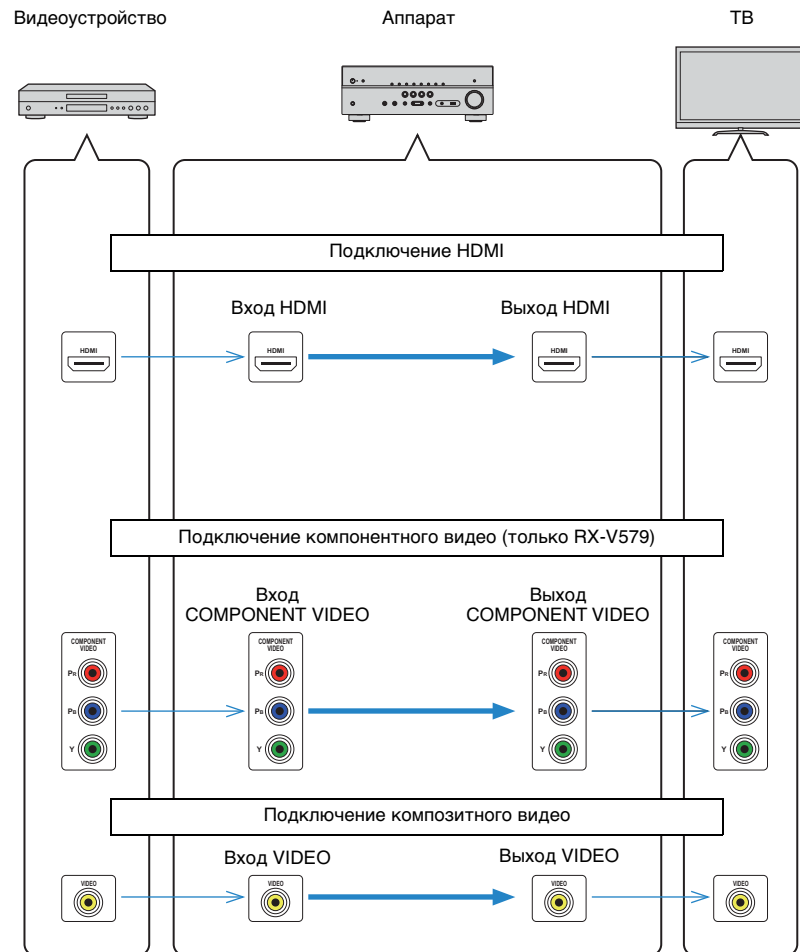 Видеоустройство
Аппарат
ТВ
Подключение HDMI
Вход HDMI
Выход HDMI
HDMI
HDMI
HDMI
HDMI
Подключение компонентного видео (только RX-V579)
Вход
COMPONENT VIDEO
Выход
COMPONENT VIDEO
COMPONENT
VIDEO
PR
PB
Y
COMPONENT
VIDEO
PR
PB
Y
COMPONENT
VIDEO
PR
PB
Y
COMPONENT
VIDEO
PR
PB
Y
Подключение композитного видео
Вход VIDEO
Выход VIDEO
VIDEO
VIDEO
VIDEO
VIDEO